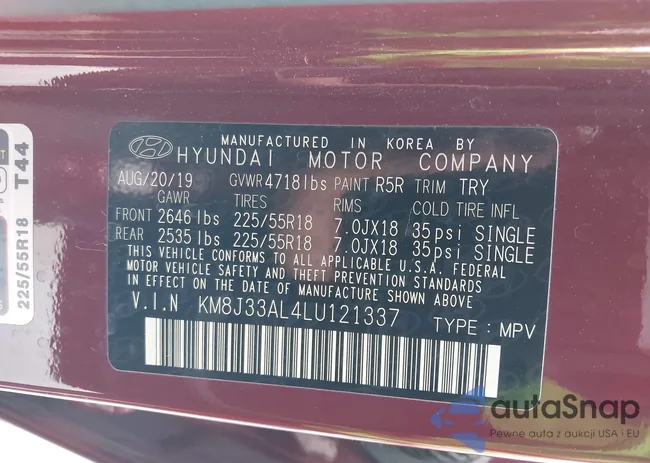 MANUFACTURED IN KOREA BY
HYUNDAI MOTOR COMPANY
AUG/20/19 GVWR 4718lbs PAINT R5R TRIM TRY
GAWR TIRES RIMS COLD TIRE INFL
FRONT 2646 lbs 225/55R18 7.0JX18 35psi SINGLE
REAR 2535 lbs 225/55R18 7.0JX18 35psi SINGLE
THIS VEHICLE CONFORMS TO ALL APPLICABLE U.S./CAN. FEDERAL
MOTOR VEHICLE SAFETY AND THEFT PREVENTION STANDARDS
IN EFFECT ON THE DATE OF MANUFACTURE SHOWN ABOVE
V.I.N KM8J33AL4LU121337
TYPE : MPV
225/55R18
T44
autaSnap
Pewne auta z aukcji USA i EU